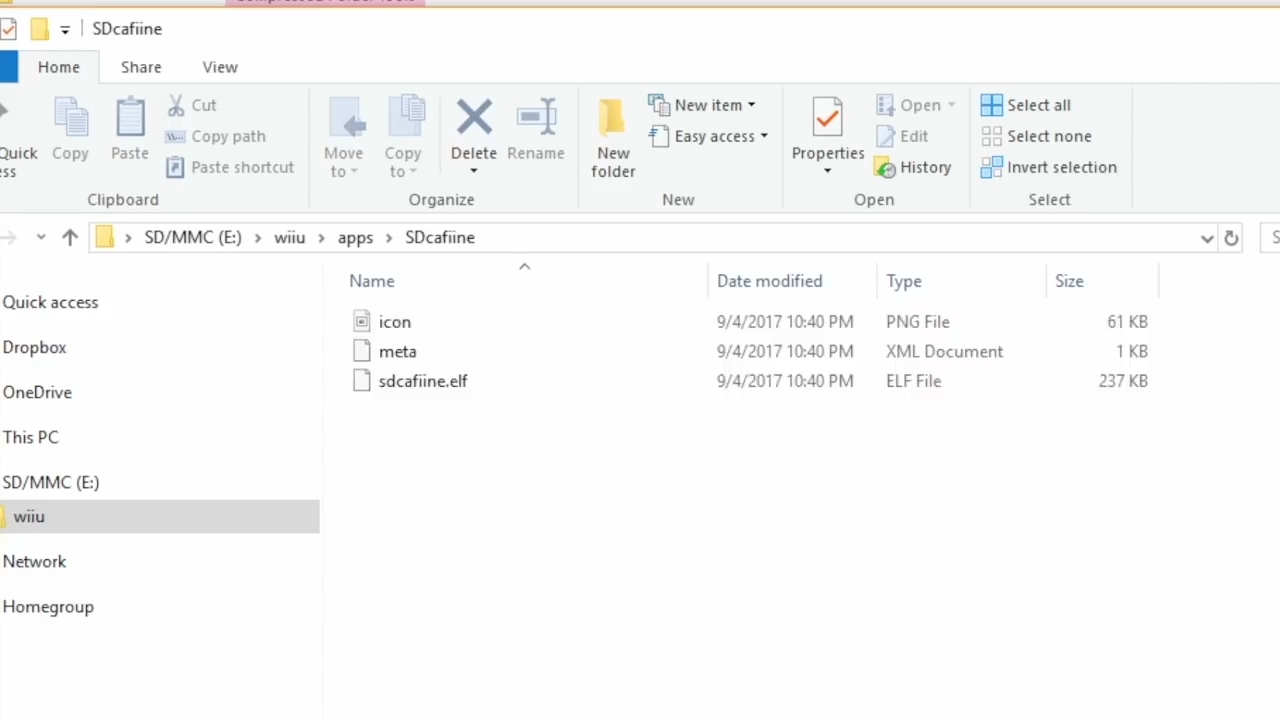 Compressed Folder Tools
SDcafiine
Home Share View
Quick
ess
Copy
Paste
Cut
Copy path
Paste shortcut
Clipboard
Move
to
Copy
to
Delete
Rename
Organize
New
folder
New item
Easy access
New
Properties
Open
Edit
History
Open
Select all
Select none
Invert selection
Select
SD/MMC (E:) wiiu apps SDcafiine
S
Quick access
Dropbox
OneDrive
This PC
SD/MMC (E:)
wiiu
Network
Homegroup
Name Date modified Type Size
icon 9/4/2017 10:40 PM PNG File 61 KB
meta 9/4/2017 10:40 PM XML Document 1 KB
sdcafiine.elf 9/4/2017 10:40 PM ELF File 237 KB